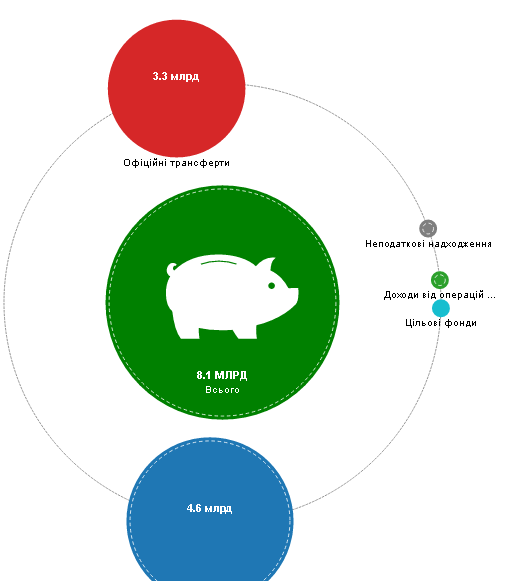 3.3 млрд
Офіційні трансферти
Неподаткові надходження
Доходи від операцій ...
Цільові фонди
8.1 МЛРД
Всього
4.6 млрд